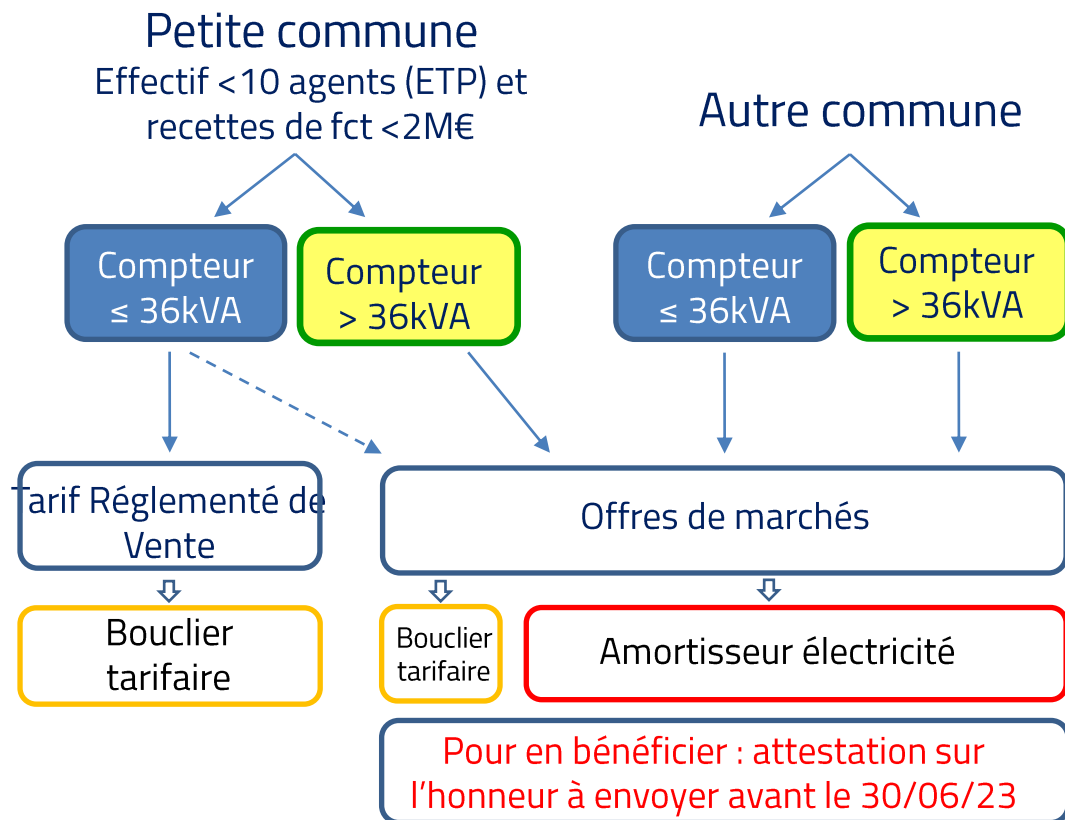 Petite commune
Effectif <10 agents (ETP) et
recettes de fct <2M€
Autre commune
Compteur
≤ 36kVA
Compteur
> 36kVA
Compteur
≤ 36kVA
Compteur
> 36kVA
Tarif Réglementé de
Vente
Offres de marchés
Bouclier
tarifaire
Bouclier
tarifaire
Amortisseur électricité
Pour en bénéficier : attestation sur
l'honneur à envoyer avant le 30/06/23